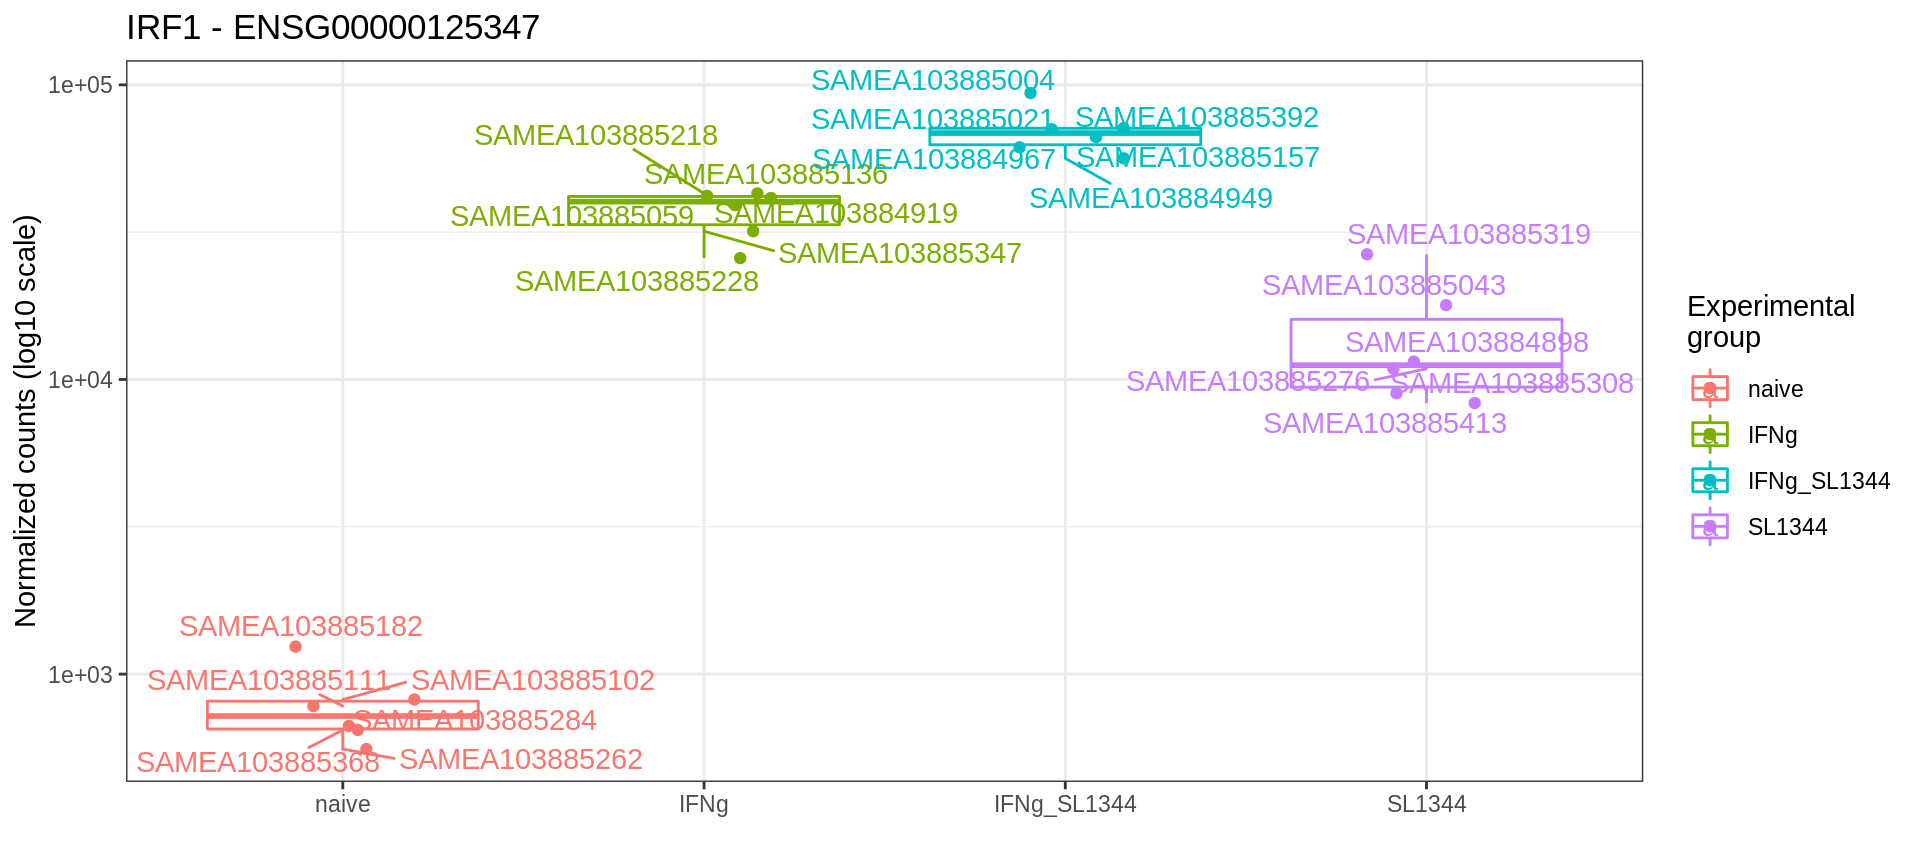 IRF1 - ENSG00000125347
Normalized counts (log10 scale)
1e+05
1e+04
1e+03
SAMEA103885004
SAMEA103885021
SAMEA103885392
SAMEA103884967
SAMEA103885157
SAMEA103884949
SAMEA103885218
SAMEA103885136
SAMEA103885059
SAMEA103884919
SAMEA103885347
SAMEA103885228
SAMEA103885319
SAMEA103885043
SAMEA103884898
SAMEA103885276
SAMEA103885308
SAMEA103885413
SAMEA103885182
SAMEA103885111
SAMEA103885102
SAMEA103885284
SAMEA103885368
SAMEA103885262
naive
IFNg
IFNg_SL1344
SL1344
Experimental
group
naive
IFNg
IFNg_SL1344
SL1344